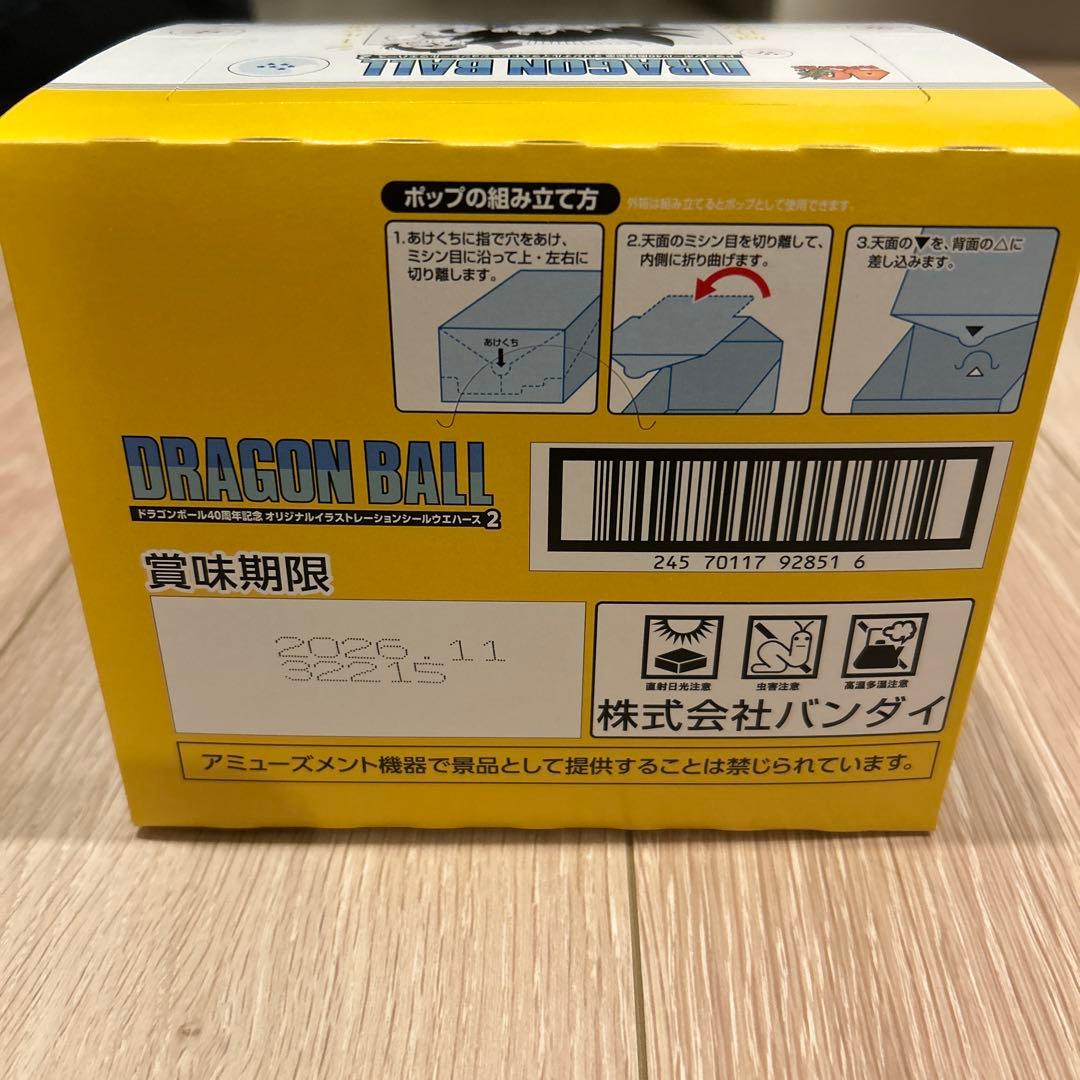 DRAGON BALL
40th
ポップの組み立て方
外箱は組み立てるとポップとして使用できます。
1.あけくちに指で穴をあけ、
ミシン目に沿って上・左右に
切り離します。
あけくち
2.天面のミシン目を切り離して、
内側に折り曲げます。
3.天面の▼を、背面の△に
差し込みます。
DRAGON BALL
ドラゴンボール40周年記念 オリジナルイラストレーションシールウエハース2
245 70117 92851 6
賞味期限
2026.11
32215
直射日光注意
虫害注意
高温多湿注意
株式会社バンダイ
アミューズメント機器で景品として提供することは禁じられています。